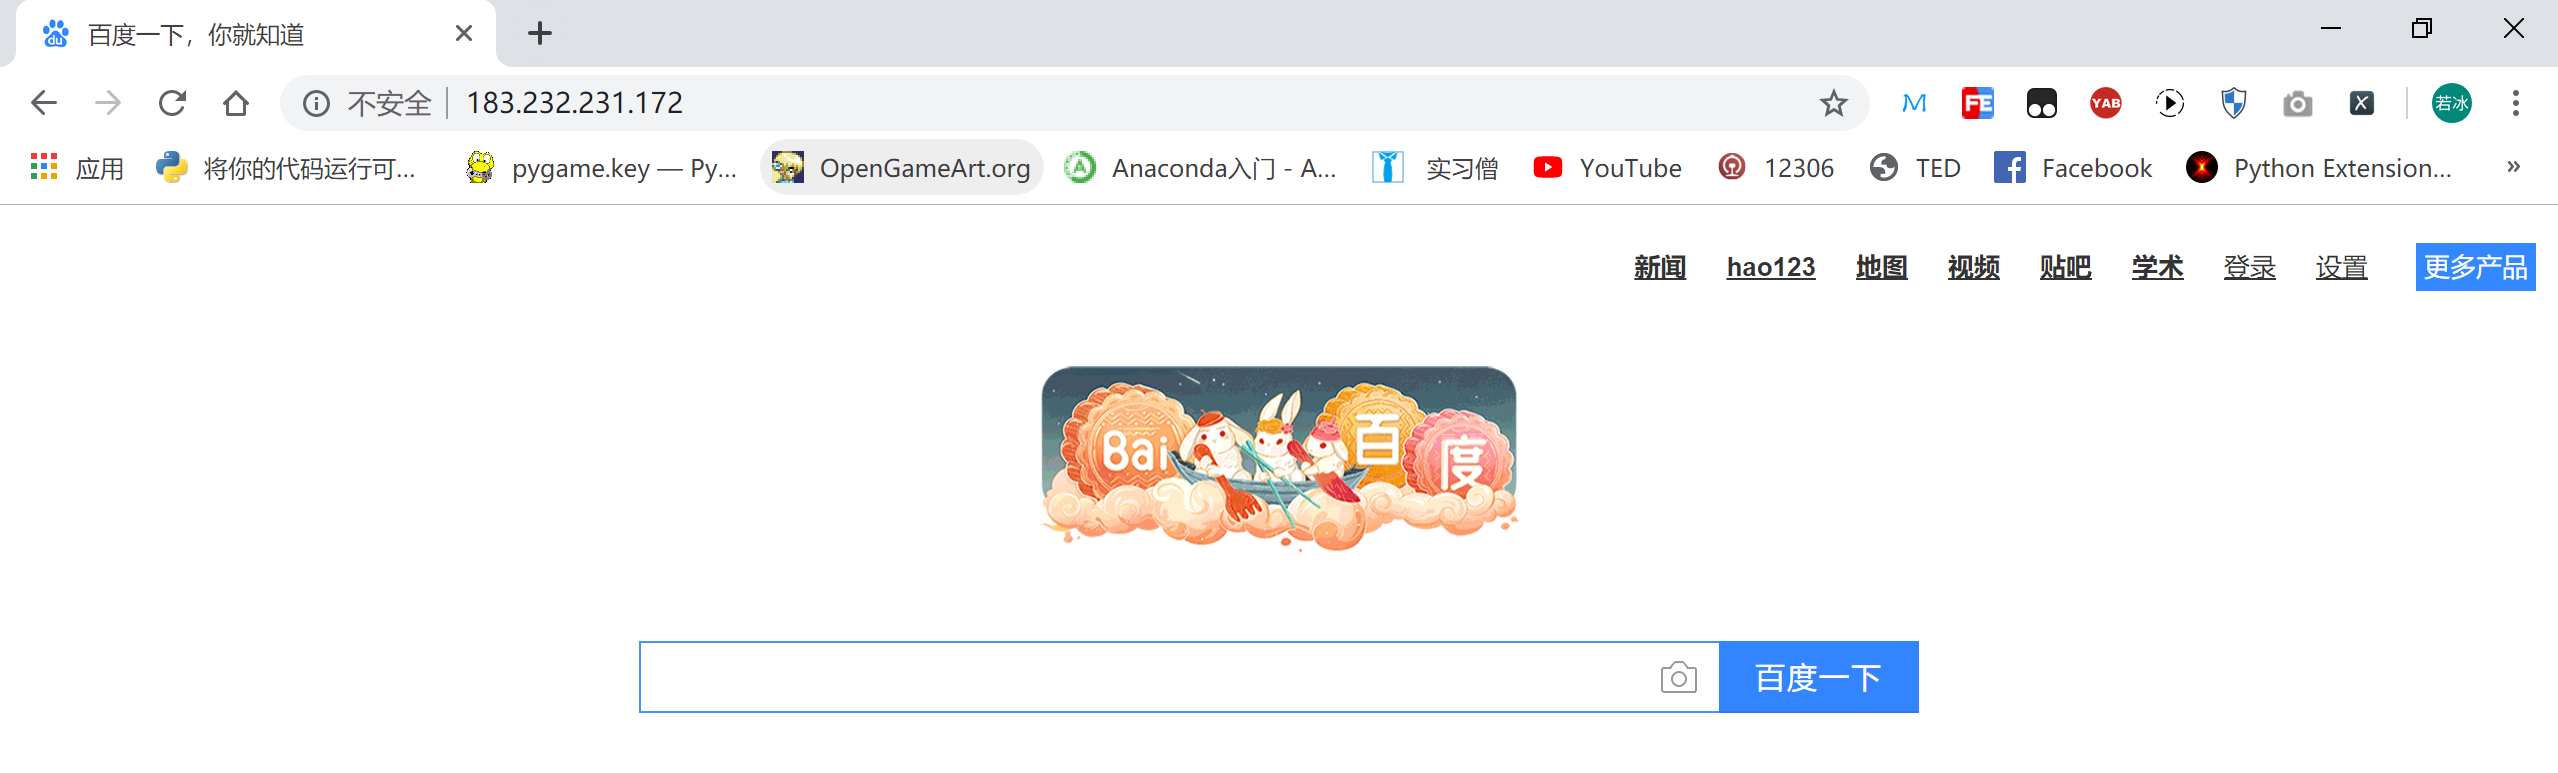 百度一下，你就知道
不安全 183.232.231.172
FE YAB X 若冰
应用 将你的代码运行可... pygame.key — Py... OpenGameArt.org Anaconda入门 - A... 实习僧 YouTube 12306 TED Facebook Python Extension... »
新闻 hao123 地图 视频 贴吧 学术 登录 设置 更多产品
Bai 百度
百度一下